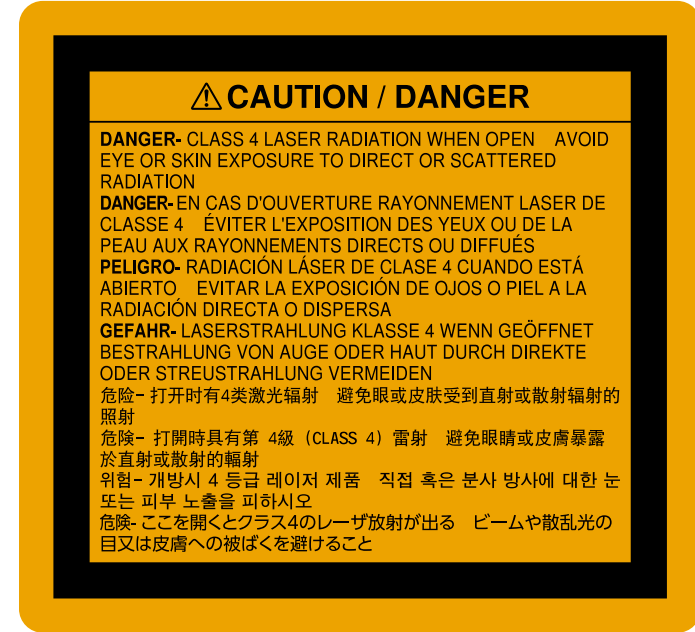 ⚠ CAUTION / DANGER
DANGER- CLASS 4 LASER RADIATION WHEN OPEN AVOID
EYE OR SKIN EXPOSURE TO DIRECT OR SCATTERED
RADIATION
DANGER- EN CAS D'OUVERTURE RAYONNEMENT LASER DE
CLASSE 4 ÉVITER L'EXPOSITION DES YEUX OU DE LA
PEAU AUX RAYONNEMENTS DIRECTS OU DIFFUÉS
PELIGRO- RADIACIÓN LÁSER DE CLASE 4 CUANDO ESTÁ
ABIERTO EVITAR LA EXPOSICIÓN DE OJOS O PIEL A LA
RADIACIÓN DIRECTA O DISPERSA
GEFAHR- LASERSTRAHLUNG KLASSE 4 WENN GEÖFFNET
BESTRAHLUNG VON AUGE ODER HAUT DURCH DIREKTE
ODER STREUSTRAHLUNG VERMEIDEN
危险- 打开时有4类激光辐射 避免眼或皮肤受到直射或散射辐射的
照射
危険- 打開時具有第 4級 (CLASS 4) 雷射 避免眼睛或皮膚暴露
於直射或散射的輻射
위험- 개방시 4 등급 레이저 제품 직접 혹은 분사 방사에 대한 눈
또는 피부 노출을 피하시오
危険- ここを開くとクラス4のレーザ放射が出る ビームや散乱光の
目又は皮膚への被ばくを避けること